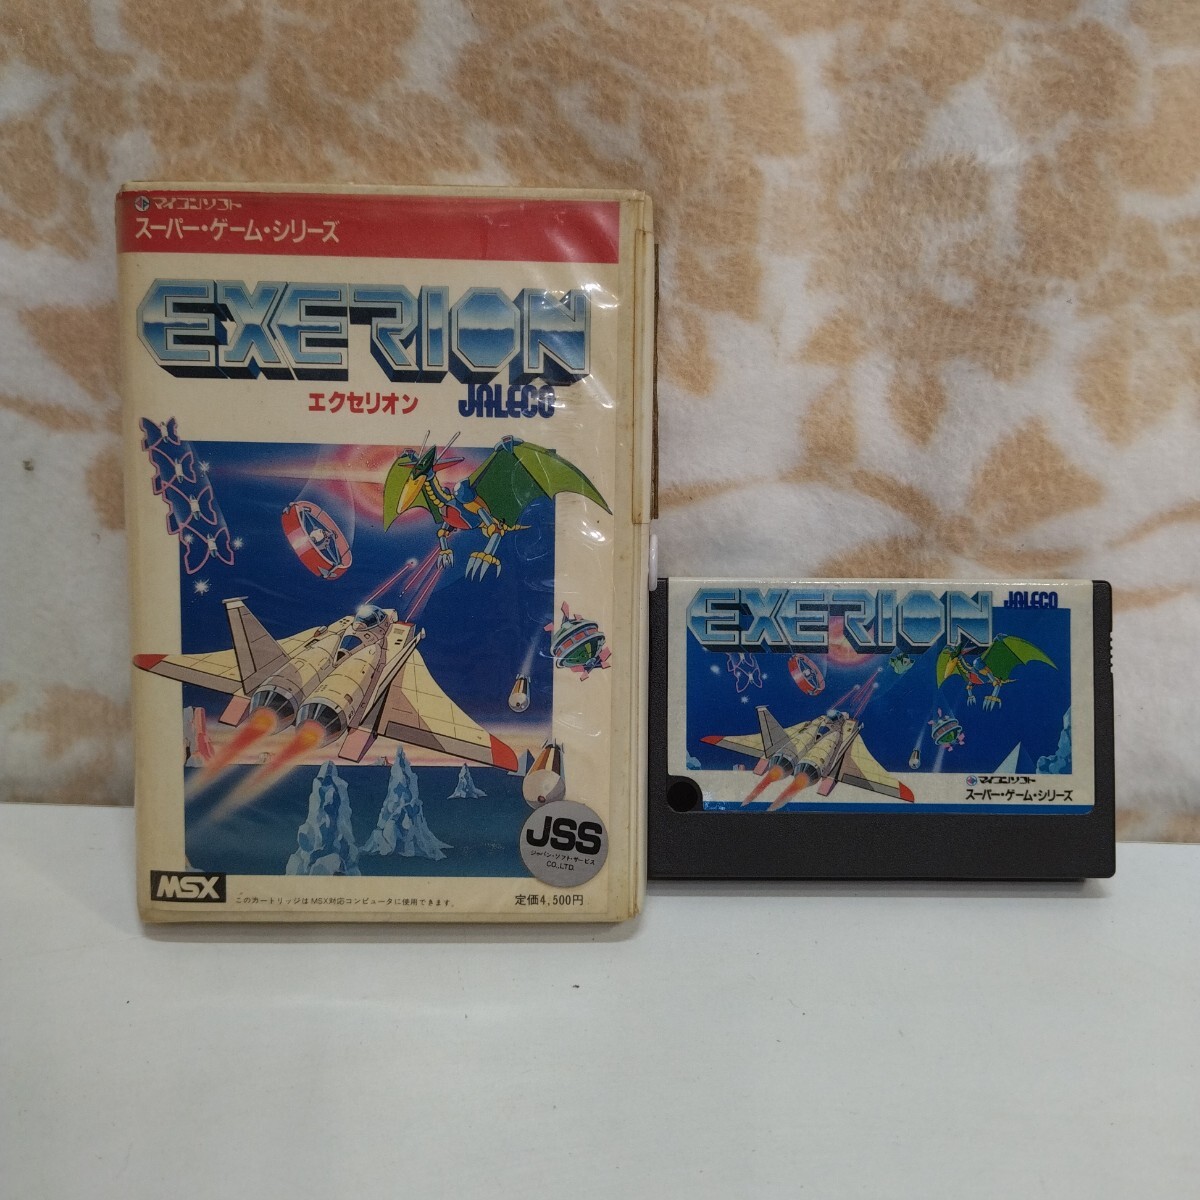 マイコンソフト
スーパー・ゲーム・シリーズ
EXERION
エクセリオン
JALECO
JSS
ジャパン・ソフト・サービス
CO.,LTD.
MSX
このカートリッジはMSX対応コンピュータに使用できます。
定価4,500円
EXERION
JALECO
マイコンソフト
スーパー・ゲーム・シリーズ